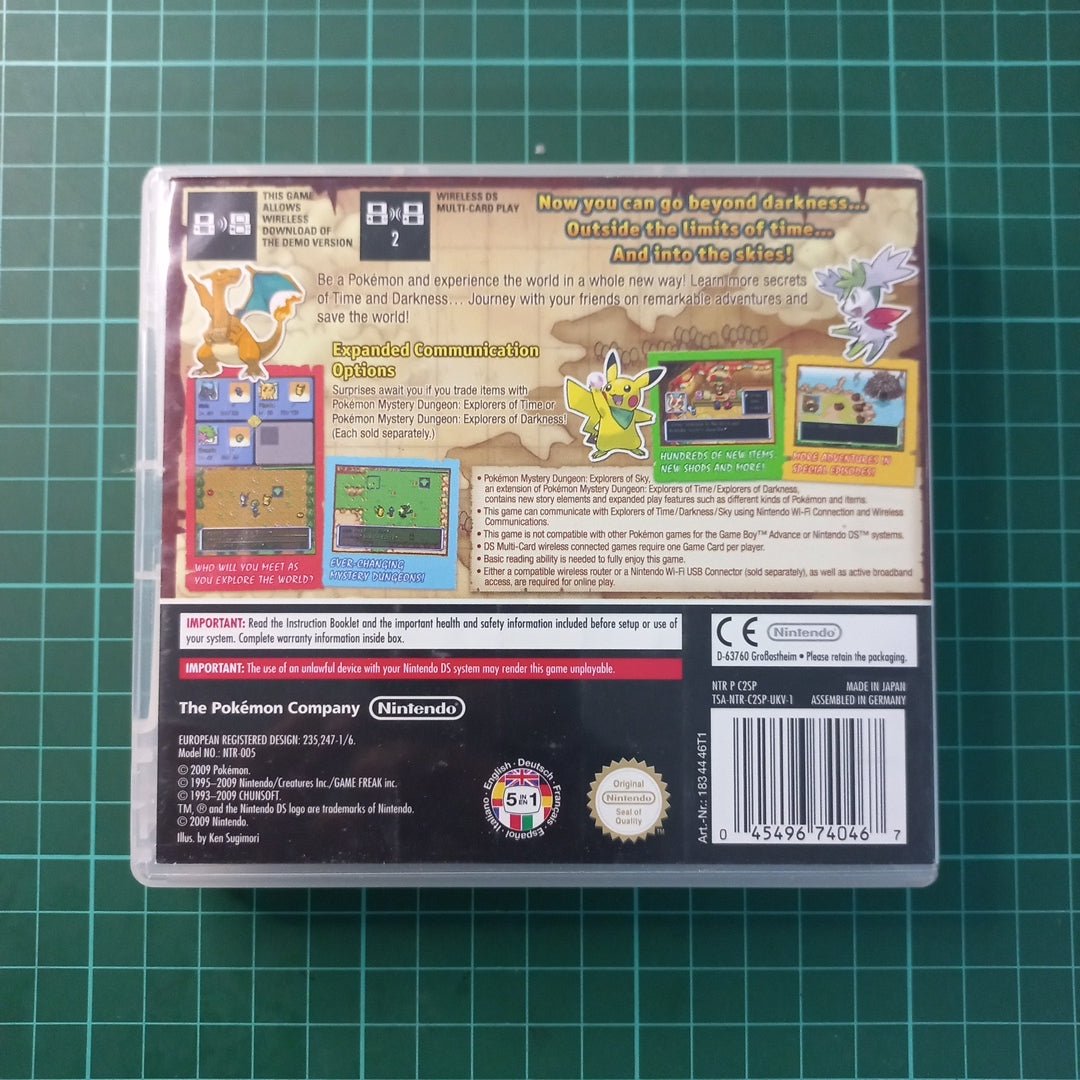 THIS GAME
ALLOWS
WIRELESS
DOWNLOAD OF
THE DEMO VERSION
2
WIRELESS DS
MULTI-CARD PLAY
Now you can go beyond darkness...
Outside the limits of time...
And into the skies!
Be a Pokémon and experience the world in a whole new way! Learn more secrets
of Time and Darkness... Journey with your friends on remarkable adventures and
save the world!
Expanded Communication
Options
Surprises await you if you trade items with
Pokémon Mystery Dungeon: Explorers of Time or
Pokémon Mystery Dungeon: Explorers of Darkness!
(Each sold separately.)
HUNDREDS OF NEW ITEMS,
NEW SHOPS AND MORE!
MORE ADVENTURES IN
SPECIAL EPISODES!
WHO WILL YOU MEET AS
YOU EXPLORE THE WORLD?
EVER-CHANGING
MYSTERY DUNGEONS!
• Pokémon Mystery Dungeon: Explorers of Sky,
an extension of Pokémon Mystery Dungeon: Explorers of Time/Explorers of Darkness,
contains new story elements and expanded play features such as different kinds of Pokémon and items.
• This game can communicate with Explorers of Time/Darkness/Sky using Nintendo Wi-Fi Connection and Wireless
Communications.
• This game is not compatible with other Pokémon games for the Game Boy™ Advance or Nintendo DS™ systems.
• DS Multi-Card wireless connected games require one Game Card per player.
• Basic reading ability is needed to fully enjoy this game.
• Either a compatible wireless router or a Nintendo Wi-Fi USB Connector (sold separately), as well as active broadband
access, are required for online play.
IMPORTANT: Read the Instruction Booklet and the important health and safety information included before setup or use of
your system. Complete warranty information inside box.
IMPORTANT: The use of an unlawful device with your Nintendo DS system may render this game unplayable.
CE Nintendo
D-63760 Großostheim • Please retain the packaging.
NTR P C2SP MADE IN JAPAN
TSA-NTR-C2SP-UKV-1 ASSEMBLED IN GERMANY
The Pokémon Company Nintendo
EUROPEAN REGISTERED DESIGN: 235,247-1/6.
Model NO.: NTR-005
© 2009 Pokémon.
© 1995–2009 Nintendo/Creatures Inc./GAME FREAK inc.
© 1993–2009 CHUNSOFT.
TM, ® and the Nintendo DS logo are trademarks of Nintendo.
© 2009 Nintendo.
Illus. by Ken Sugimori
English · Deutsch · Français · Español · Italiano
5 IN EN 1
Original
Nintendo
Seal of
Quality
TM
Art.-Nr.: 1834446T1
0 45496 74046 7